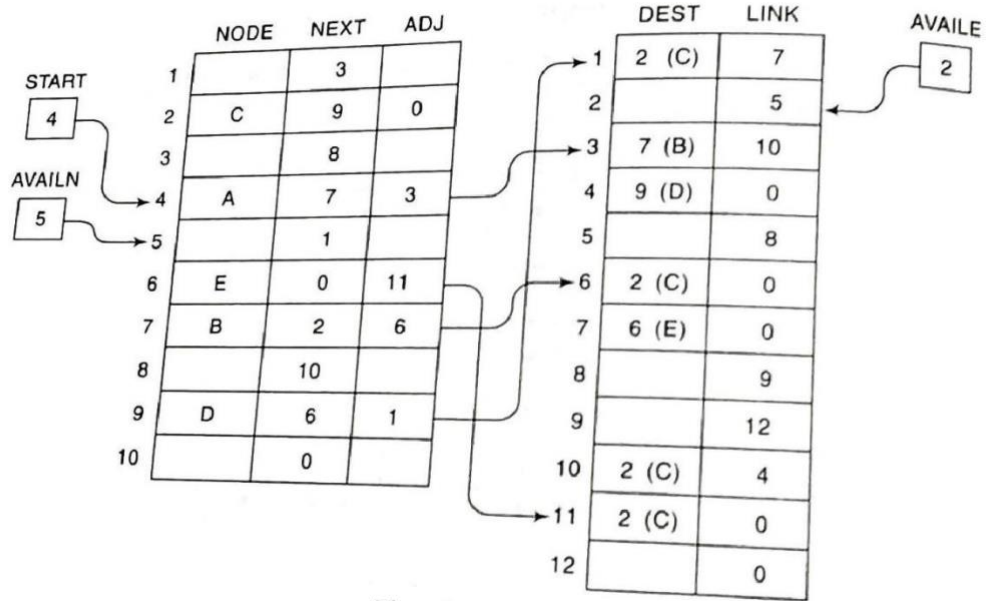 NODE NEXT ADJ
START
4
AVAILN
5
1 3
2 C 9 0
3 8
4 A 7 3
5 1
6 E 0 11
7 B 2 6
8 10
9 D 6 1
10 0
DEST LINK
AVAILE
2
1 2 (C) 7
2 5
3 7 (B) 10
4 9 (D) 0
5 8
6 2 (C) 0
7 6 (E) 0
8 9
9 12
10 2 (C) 4
11 2 (C) 0
12 0